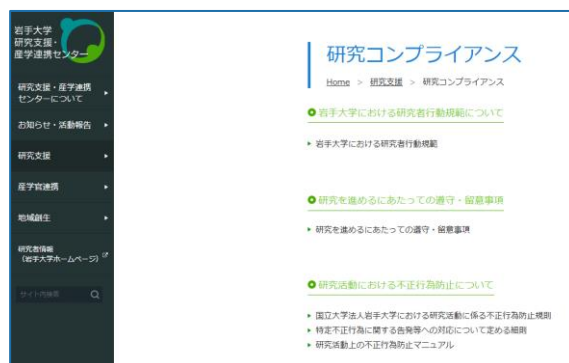 岩手大学
研究支援・
産学連携センター
研究支援・産学連携
センターについて
お知らせ・活動報告
研究支援
産学官連携
地域創生
研究者情報
(岩手大学ホームページ)
サイト内検索
研究コンプライアンス
Home > 研究支援 > 研究コンプライアンス
岩手大学における研究者行動規範について
岩手大学における研究者行動規範
研究を進めるにあたっての遵守・留意事項
研究を進めるにあたっての遵守・留意事項
研究活動における不正行為防止について
国立大学法人岩手大学における研究活動に係る不正行為防止規則
特定不正行為に関する告発等への対応について定める細則
研究活動上の不正行為防止マニュアル